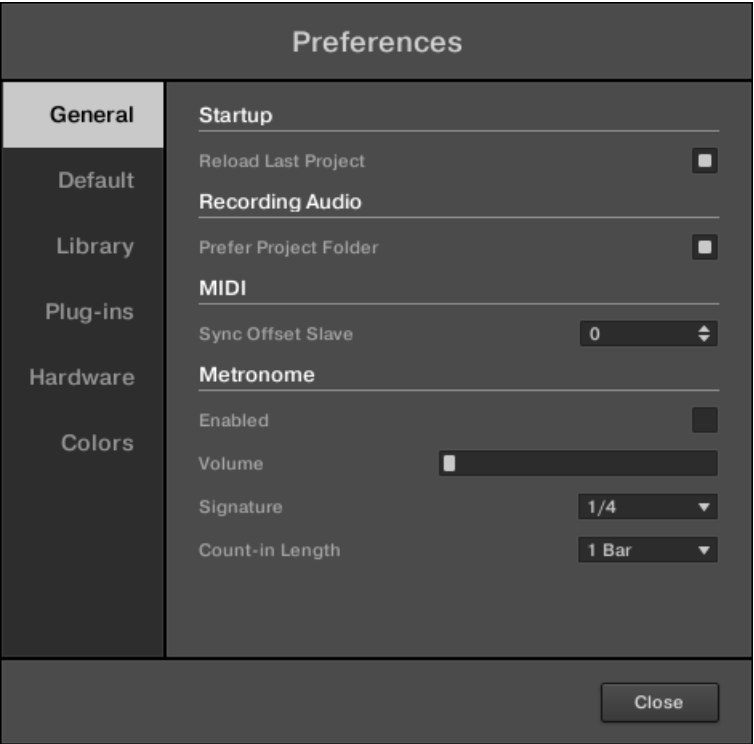 Preferences
General
Default
Library
Plug-ins
Hardware
Colors
Startup
Reload Last Project
Recording Audio
Prefer Project Folder
MIDI
Sync Offset Slave 0
Metronome
Enabled
Volume
Signature 1/4
Count-in Length 1 Bar
Close